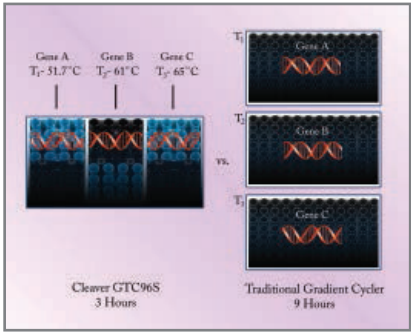 Gene A
T₁- 51.7°C
Gene B
T₂- 61°C
Gene C
T₃- 65°C
vs.
T₁
Gene A
T₂
Gene B
T₃
Gene C
Cleaver GTC96S
3 Hours
Traditional Gradient Cycler
9 Hours